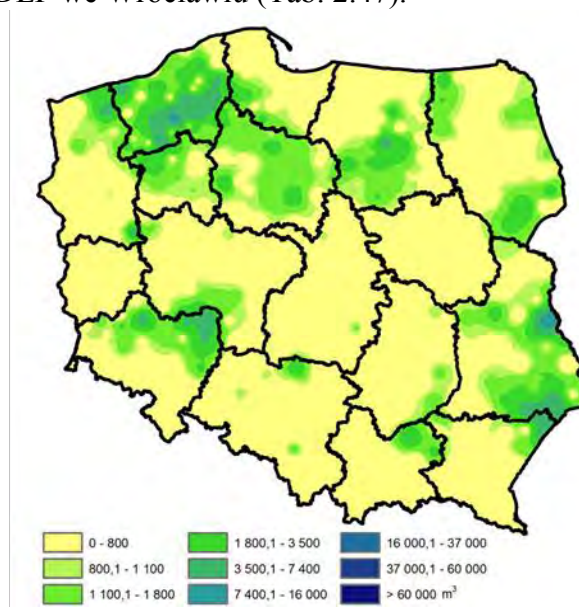 we Wrocławiu (Tab. 2.47).
0 - 800
800,1 - 1 100
1 100,1 - 1 800
1 800,1 - 3 500
3 500,1 - 7 400
7 400,1 - 16 000
16 000,1 - 37 000
37 000,1 - 60 000
> 60 000 m³